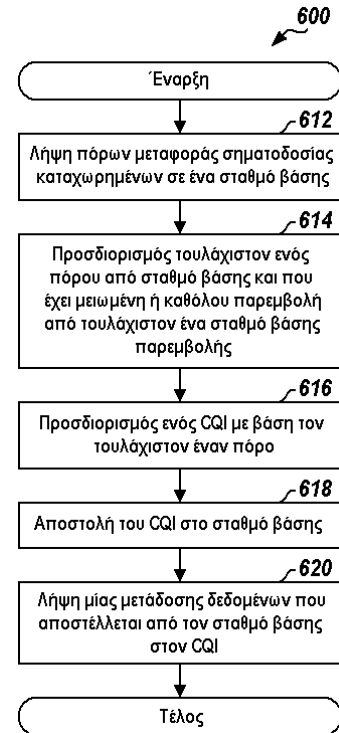 600
Έναρξη
612
Λήψη πόρων μεταφοράς σηματοδοσίας
καταχωρημένων σε ένα σταθμό βάσης
614
Προσδιορισμός τουλάχιστον ενός
πόρου από σταθμό βάσης και που
έχει μειωμένη ή καθόλου παρεμβολή
από τουλάχιστον ένα σταθμό βάσης
παρεμβολής
616
Προσδιορισμός ενός CQI με βάση τον
τουλάχιστον έναν πόρο
618
Αποστολή του CQI στο σταθμό βάσης
620
Λήψη μίας μετάδοσης δεδομένων που
αποστέλλεται από τον σταθμό βάσης
στον CQI
Τέλος